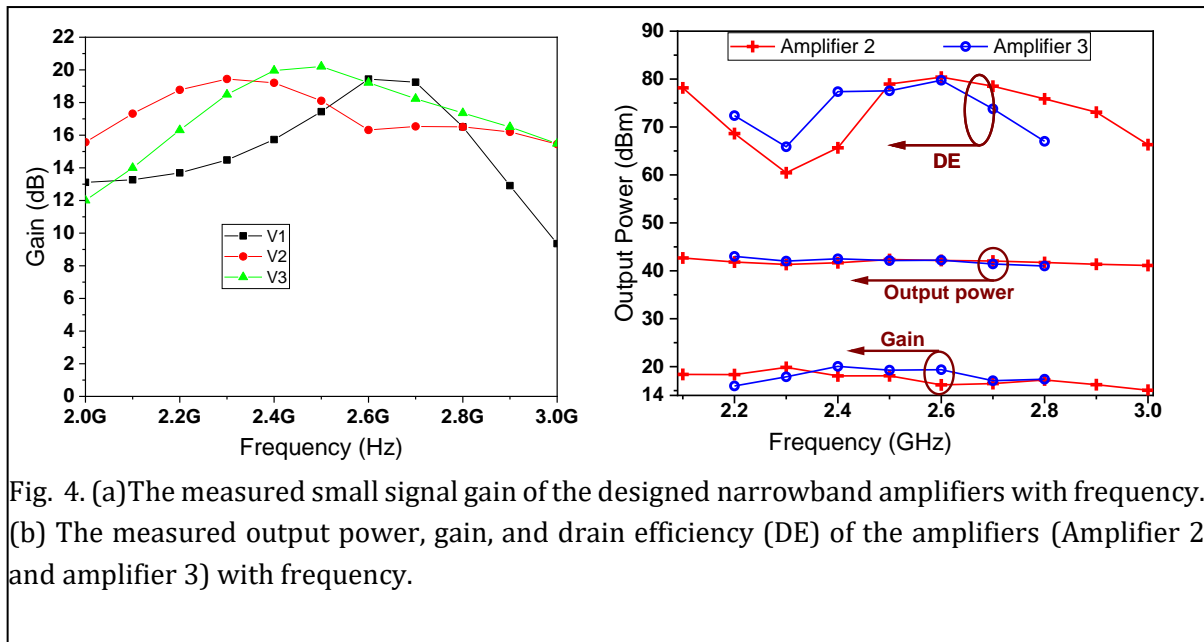 22
20
18
16
14
12
10
8
6
4
2
0
Gain (dB)
V1
V2
V3
2.0G 2.2G 2.4G 2.6G 2.8G 3.0G
Frequency (Hz)
Amplifier 2 Amplifier 3
90
80
70
60
50
40
30
20
14
Output Power (dBm)
DE
Output power
Gain
2.2 2.4 2.6 2.8 3.0
Frequency (GHz)
Fig. 4. (a)The measured small signal gain of the designed narrowband amplifiers with frequency.
(b) The measured output power, gain, and drain efficiency (DE) of the amplifiers (Amplifier 2
and amplifier 3) with frequency.